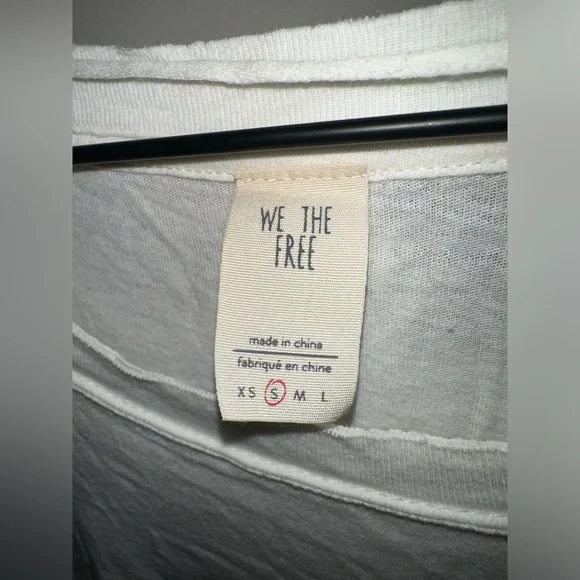 WE THE
FREE
made in china
fabriqué en chine
XS S M L